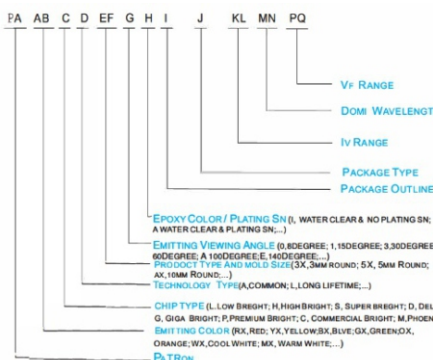 PA AB C D EF G H I J KL MN PQ
VF RANGE
DOMI WAVELENGT
IV RANGE
PACKAGE TYPE
PACKAGE OUTLINE
EPOXY COLOR / PLATING SN (I, WATER CLEAR & NO PLATING SN;
A WATER CLEAR & PLATING SN;...)
EMITTING VIEWING ANGLE (0,8DEGREE; 1,15DEGREE; 3,30DEGREE
60DEGREE; A 100DEGREE;E,140DEGREE;...)
PRODUCT TYPE AND MOLD SIZE(3X,3MM ROUND; 5X, 5MM ROUND;
AX,10MM ROUND;...)
TECHNOLOGY TYPE(A,COMMON; L,LONG LIFETIME;...)
CHIP TYPE (L.LOW BREGHT; H,HIGH BRIGHT; S, SUPER BREGHT; D, DEL
G, GIGA BRIGHT; P,PREMIUM BRIGHT; C, COMMERCIAL BRIGHT; M,PHOEN
EMITTING COLOR (RX,RED; YX,YELLOW;BX,BLVE;GX,GREEN;OX,
ORANGE;WX,COOL WHITE; MX, WARM WHITE;...)
PATRON